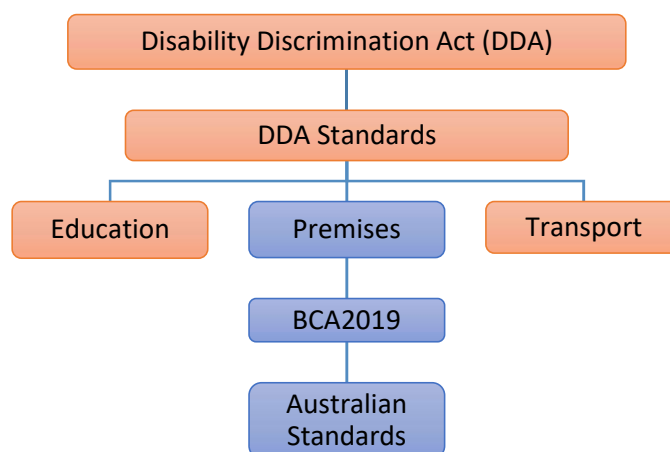 Disability Discrimination Act (DDA)
DDA Standards
Education
Premises
Transport
BCA2019
Australian
Standards